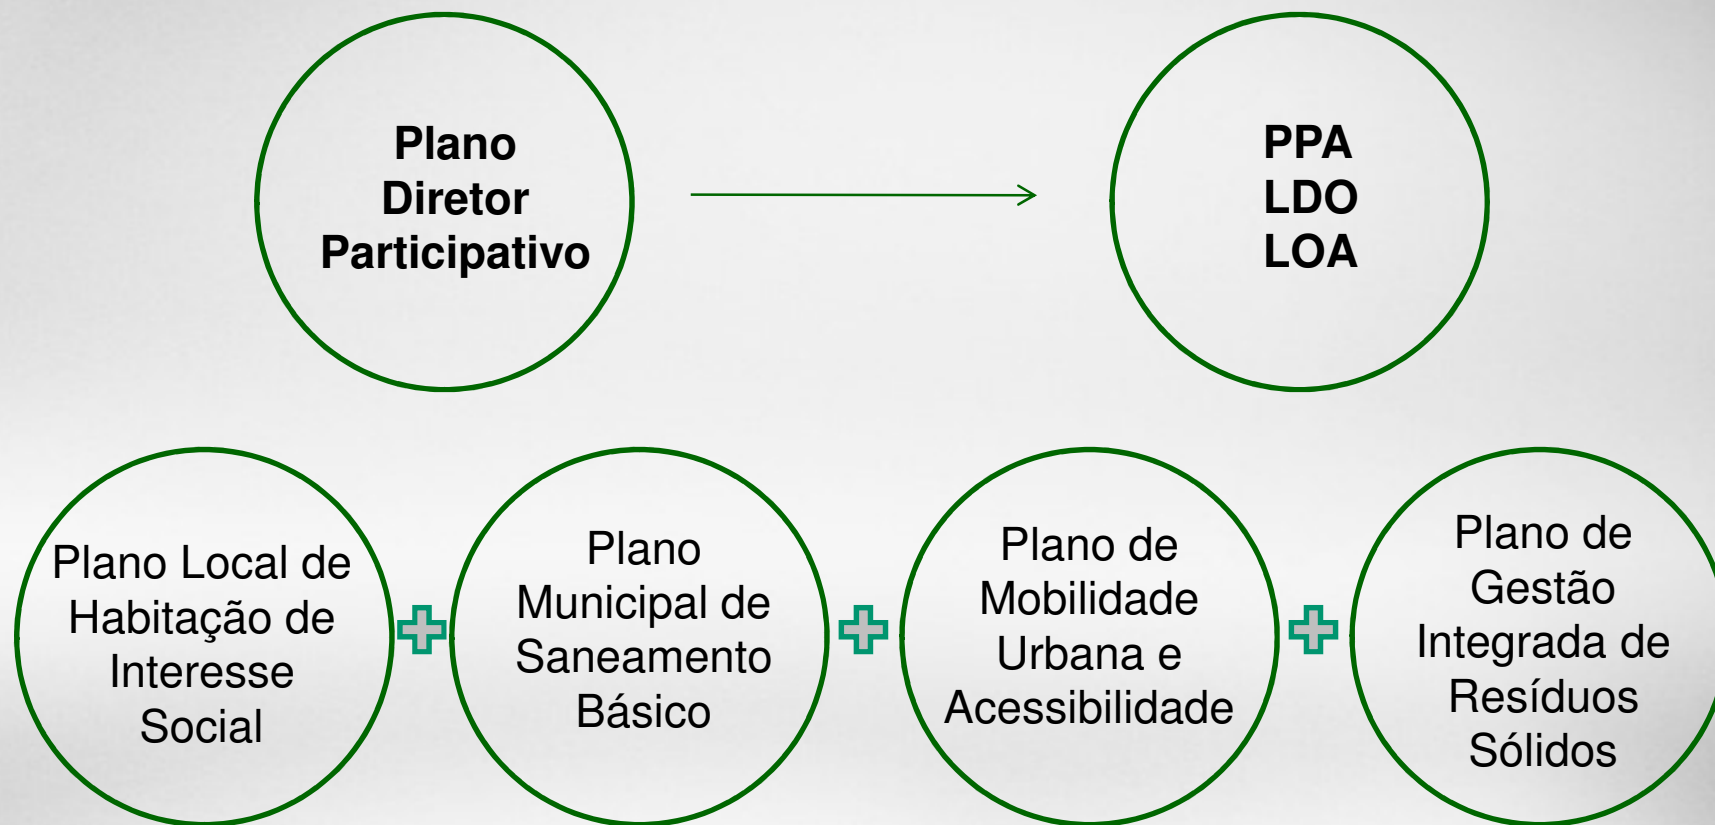 Plano
Diretor
Participativo
PPA
LDO
LOA
Plano Local de
Habitação de
Interesse
Social
Plano
Municipal de
Saneamento
Básico
Plano de
Mobilidade
Urbana e
Acessibilidade
Plano de
Gestão
Integrada de
Resíduos
Sólidos